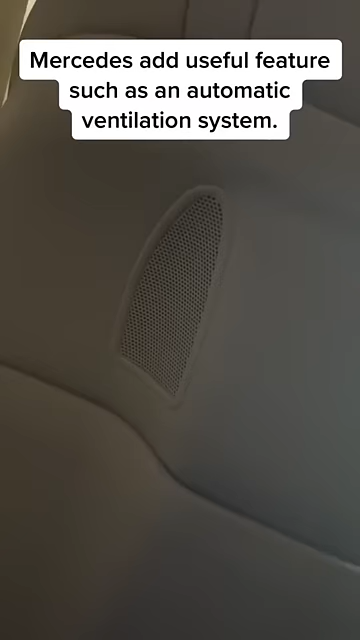 Mercedes add useful feature
such as an automatic
ventilation system.